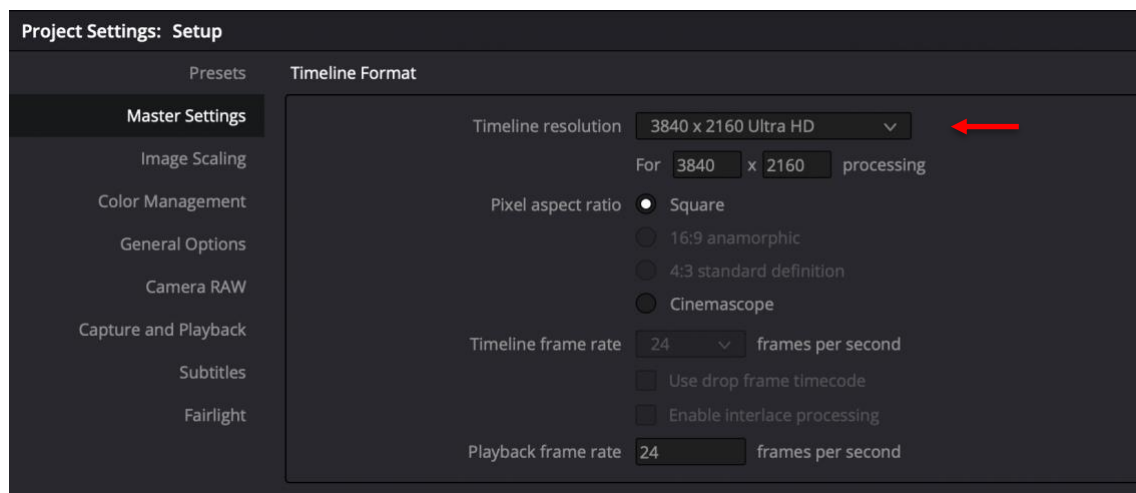 Project Settings: Setup
Presets
Timeline Format
Master Settings
Timeline resolution 3840 x 2160 Ultra HD
Image Scaling
For 3840 x 2160 processing
Color Management
Pixel aspect ratio Square
General Options
16:9 anamorphic
4:3 standard definition
Camera RAW
Cinemascope
Capture and Playback
Timeline frame rate 24 frames per second
Subtitles
Use drop frame timecode
Fairlight
Enable interlace processing
Playback frame rate 24 frames per second